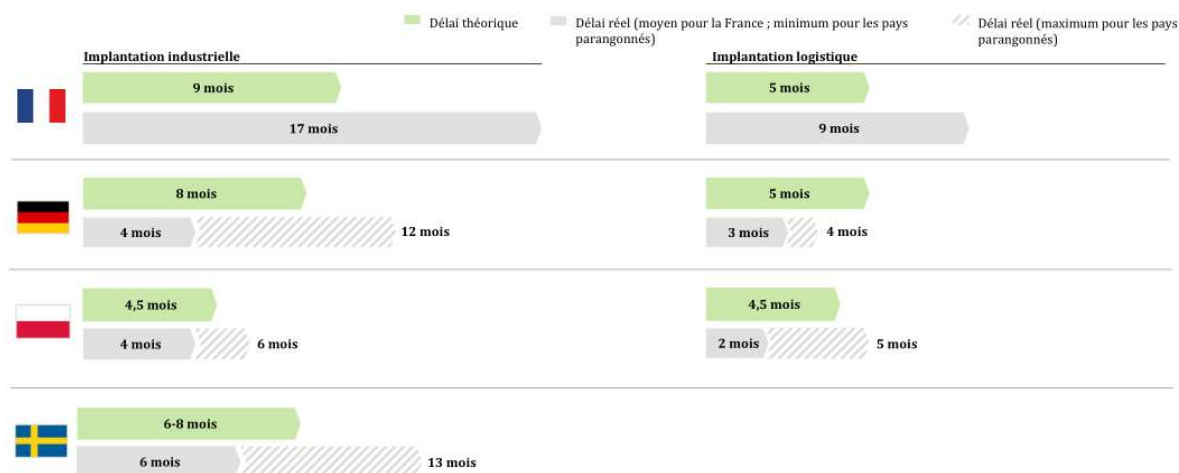 Délai théorique
Délai réel (moyen pour la France ; minimum pour les pays
parangonnés)
Délai réel (maximum pour les pays
parangonnés)
Implantation industrielle
Implantation logistique
9 mois
5 mois
17 mois
9 mois
8 mois
5 mois
4 mois
12 mois
3 mois
4 mois
4,5 mois
4,5 mois
4 mois
6 mois
2 mois
5 mois
6-8 mois
6 mois
13 mois